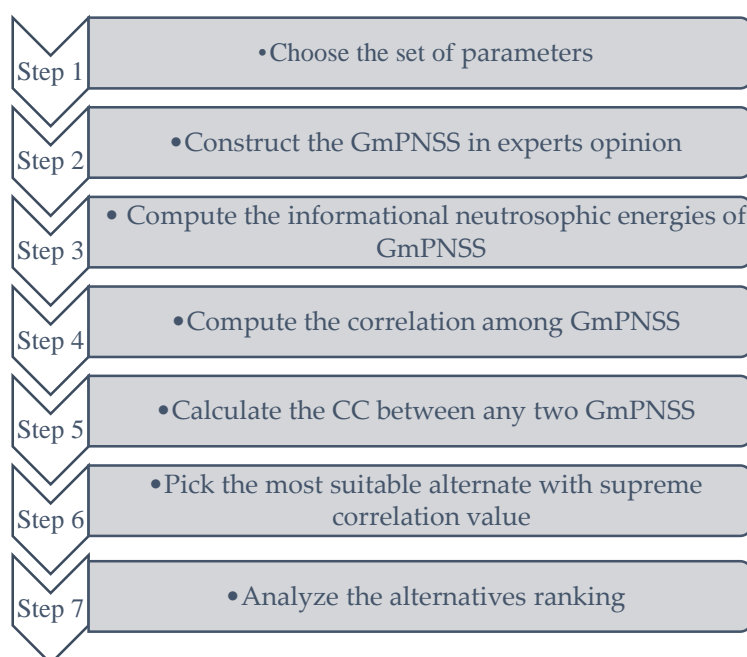 Step 1
•Choose the set of parameters
Step 2
•Construct the GmPNSS in experts opinion
Step 3
• Compute the informational neutrosophic energies of
GmPNSS
Step 4
•Compute the correlation among GmPNSS
Step 5
•Calculate the CC between any two GmPNSS
Step 6
•Pick the most suitable alternate with supreme
correlation value
Step 7
•Analyze the alternatives ranking